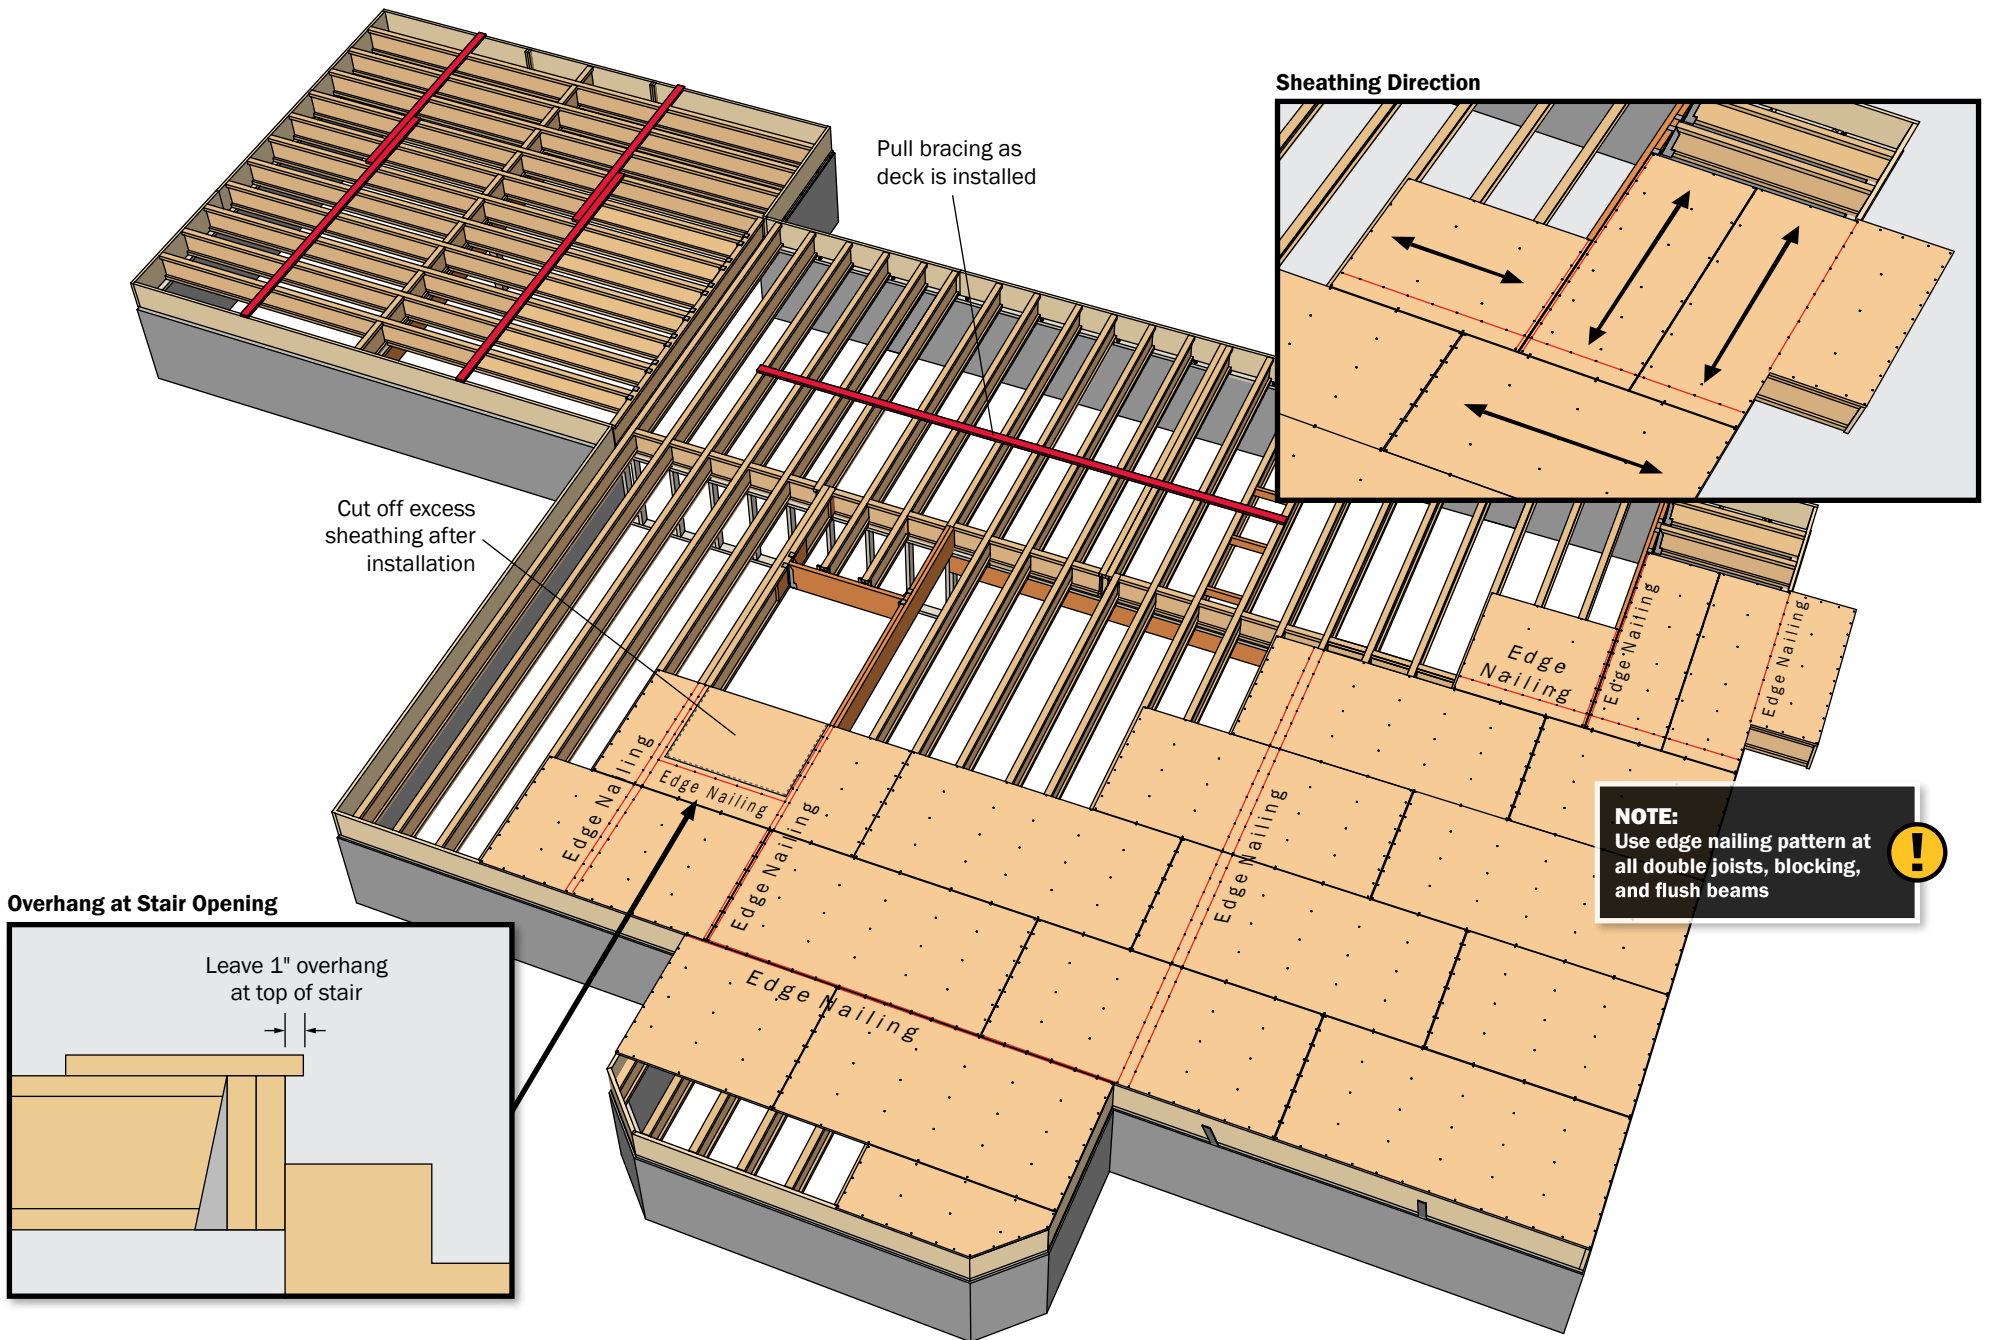 Sheathing Direction
Pull bracing as
deck is installed
Cut off excess
sheathing after
installation
Edge Nailing
Edge Nailing
Edge
Nailing
Edge Nailing
Edge Nailing
Edge Nailing
Edge Nailing
Edge Nailing
Edge Nailing
NOTE:
Use edge nailing pattern at
all double joists, blocking,
and flush beams
!
Overhang at Stair Opening
Leave 1" overhang
at top of stair